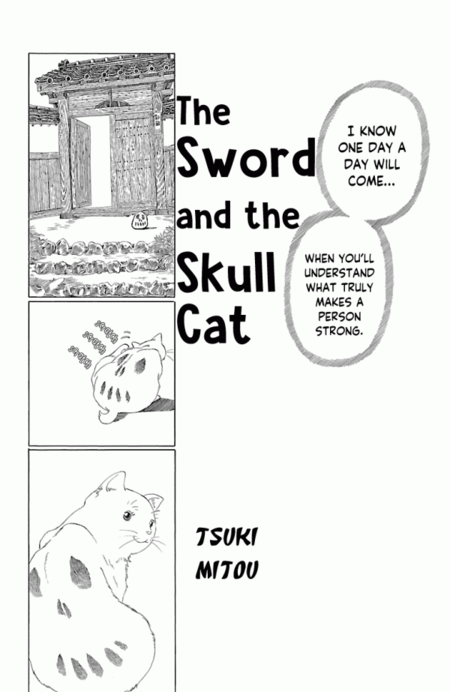 The
Sword
and the
Skull
Cat
I KNOW
ONE DAY A
DAY WILL
COME...
WHEN YOU'LL
UNDERSTAND
WHAT TRULY
MAKES A
PERSON
STRONG.
TSUKI
MITOU